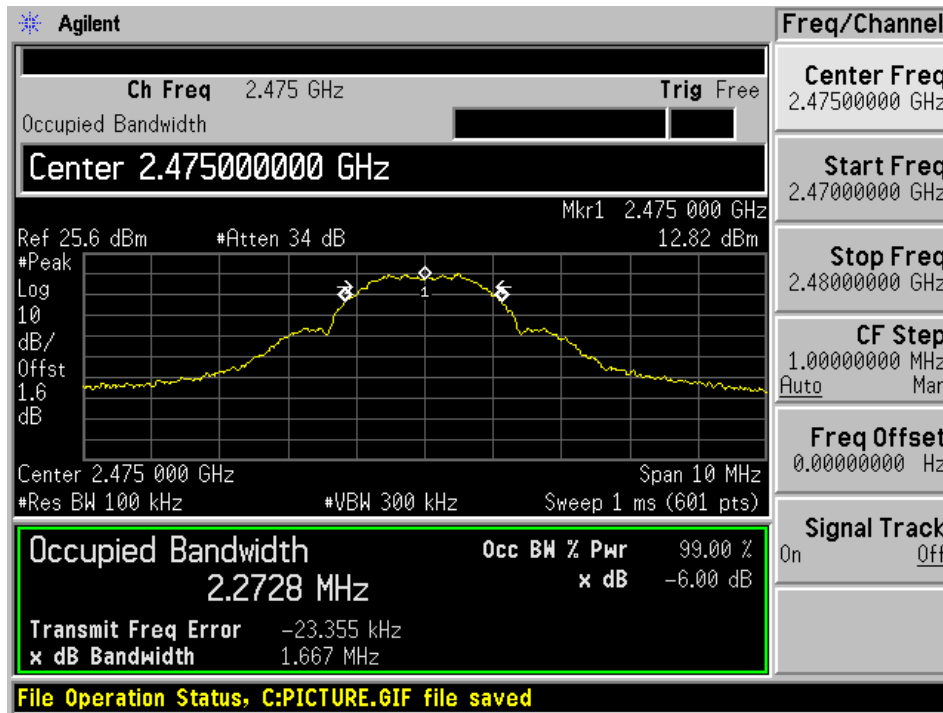 Agilent
Freq/Channel
Ch Freq 2.475 GHz Trig Free
Occupied Bandwidth
Center 2.475000000 GHz
Mkr1 2.475 000 GHz
Ref 25.6 dBm #Atten 34 dB 12.82 dBm
#Peak
Log
10
dB/
Offst
1.6
dB
1
Center 2.475 000 GHz Span 10 MHz
#Res BW 100 kHz #VBW 300 kHz Sweep 1 ms (601 pts)
Occupied Bandwidth
2.2728 MHz
Occ BW % Pwr 99.00 %
x dB -6.00 dB
Transmit Freq Error -23.355 kHz
x dB Bandwidth 1.667 MHz
File Operation Status, C:PICTURE.GIF file saved
Center Freq
2.47500000 GHz
Start Freq
2.47000000 GHz
Stop Freq
2.48000000 GHz
CF Step
1.00000000 MHz
Auto Man
Freq Offset
0.00000000 Hz
Signal Track
On Off